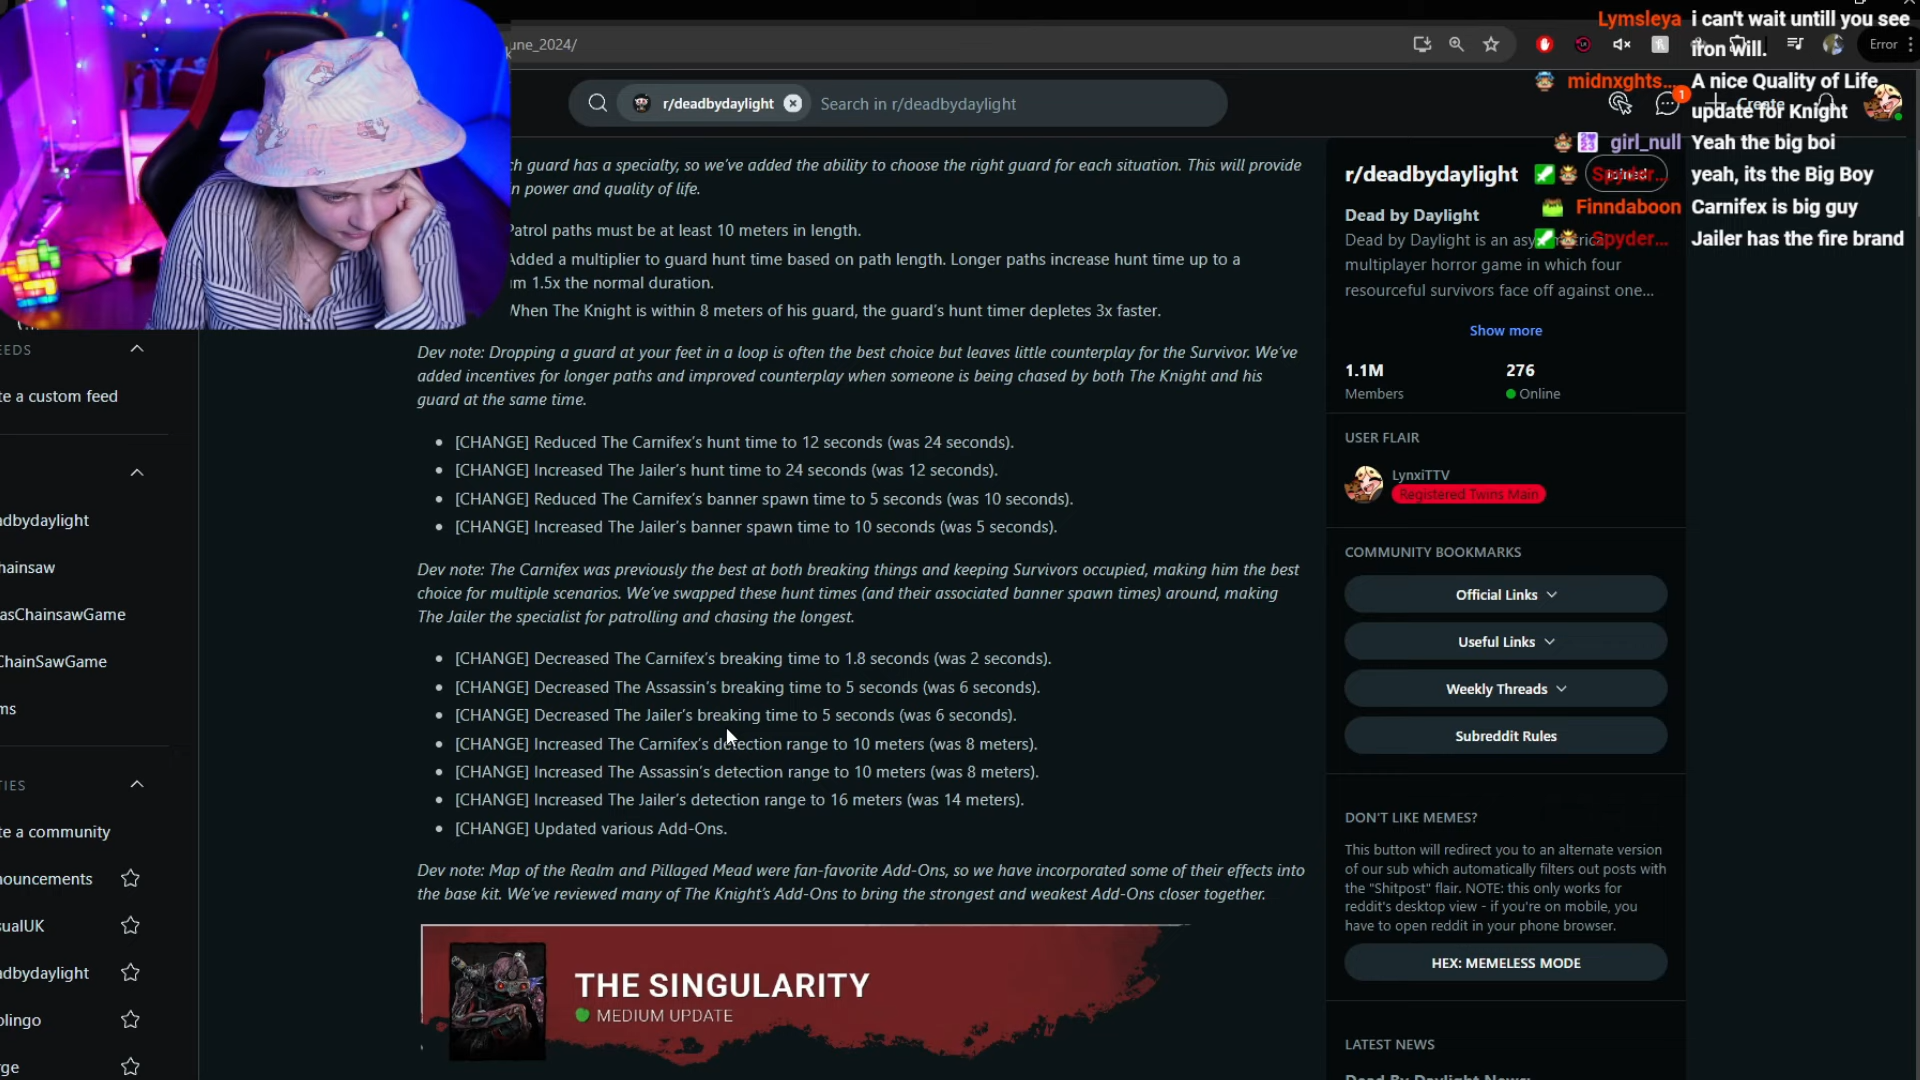 une_2024/
Error
r/deadbydaylight
Search in r/deadbydaylight
Create
1
ch guard has a specialty, so we've added the ability to choose the right guard for each situation. This will provide
n power and quality of life.
Patrol paths must be at least 10 meters in length.
Added a multiplier to guard hunt time based on path length. Longer paths increase hunt time up to a
m 1.5x the normal duration.
When The Knight is within 8 meters of his guard, the guard's hunt timer depletes 3x faster.
Dev note: Dropping a guard at your feet in a loop is often the best choice but leaves little counterplay for the Survivor. We've
added incentives for longer paths and improved counterplay when someone is being chased by both The Knight and his
guard at the same time.
[CHANGE] Reduced The Carnifex's hunt time to 12 seconds (was 24 seconds).
[CHANGE] Increased The Jailer's hunt time to 24 seconds (was 12 seconds).
[CHANGE] Reduced The Carnifex's banner spawn time to 5 seconds (was 10 seconds).
[CHANGE] Increased The Jailer's banner spawn time to 10 seconds (was 5 seconds).
Dev note: The Carnifex was previously the best at both breaking things and keeping Survivors occupied, making him the best
choice for multiple scenarios. We've swapped these hunt times (and their associated banner spawn times) around, making
The Jailer the specialist for patrolling and chasing the longest.
[CHANGE] Decreased The Carnifex's breaking time to 1.8 seconds (was 2 seconds).
[CHANGE] Decreased The Assassin's breaking time to 5 seconds (was 6 seconds).
[CHANGE] Decreased The Jailer's breaking time to 5 seconds (was 6 seconds).
[CHANGE] Increased The Carnifex's detection range to 10 meters (was 8 meters).
[CHANGE] Increased The Assassin's detection range to 10 meters (was 8 meters).
[CHANGE] Increased The Jailer's detection range to 16 meters (was 14 meters).
[CHANGE] Updated various Add-Ons.
Dev note: Map of the Realm and Pillaged Mead were fan-favorite Add-Ons, so we have incorporated some of their effects into
the base kit. We've reviewed many of The Knight's Add-Ons to bring the strongest and weakest Add-Ons closer together.
THE SINGULARITY
MEDIUM UPDATE
EEDS
te a custom feed
adbydaylight
hainsaw
asChainsawGame
ChainSawGame
ms
TIES
te a community
nouncements
sualUK
adbydaylight
olingo
rge
Lymsleya i can't wait untill you see
iron will.
midnxghts... A nice Quality of Life
update for Knight
girl_null Yeah the big boi
Spyder... yeah, its the Big Boy
Finndaboon Carnifex is big guy
Spyder... Jailer has the fire brand
r/deadbydaylight
Joined
Dead by Daylight
Dead by Daylight is an
multiplayer horror game in which four
resourceful survivors face off against one...
Show more
1.1M
Members
276
Online
USER FLAIR
LynxiTTV
Registered Twins Main
COMMUNITY BOOKMARKS
Official Links
Useful Links
Weekly Threads
Subreddit Rules
DON'T LIKE MEMES?
This button will redirect you to an alternate version
of our sub which automatically filters out posts with
the "Shitpost" flair. NOTE: this only works for
reddit's desktop view - if you're on mobile, you
have to open reddit in your phone browser.
HEX: MEMELESS MODE
LATEST NEWS
Dead By Daylight News: